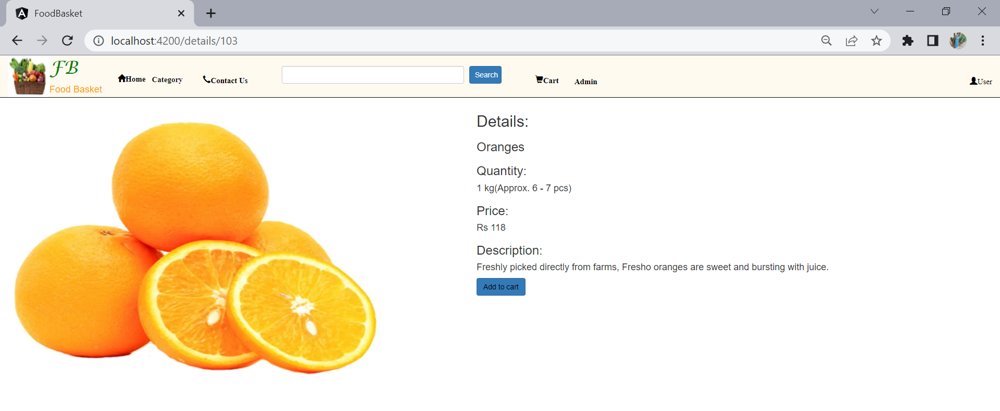 FoodBasket
localhost:4200/details/103
FB
Food Basket
Home Category Contact Us Search Cart Admin User
Details:
Oranges
Quantity:
1 kg(Approx. 6 - 7 pcs)
Price:
Rs 118
Description:
Freshly picked directly from farms, Fresho oranges are sweet and bursting with juice.
Add to cart